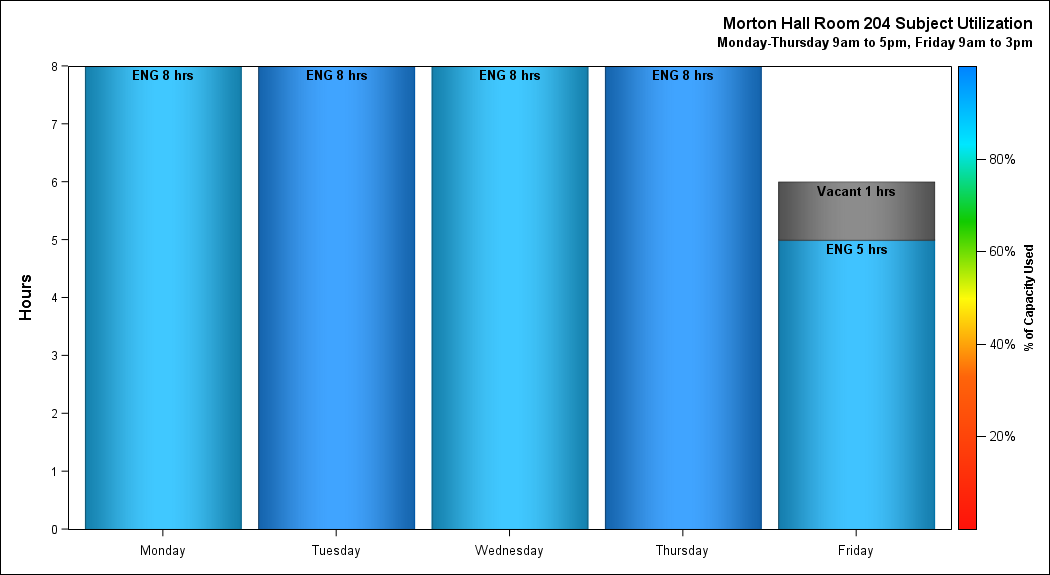 Morton Hall Room 204 Subject Utilization
Monday-Thursday 9am to 5pm, Friday 9am to 3pm
8
7
6
5
4
3
2
1
0
Hours
ENG 8 hrs
ENG 8 hrs
ENG 8 hrs
ENG 8 hrs
Vacant 1 hrs
ENG 5 hrs
Monday
Tuesday
Wednesday
Thursday
Friday
80%
60%
40%
20%
% of Capacity Used